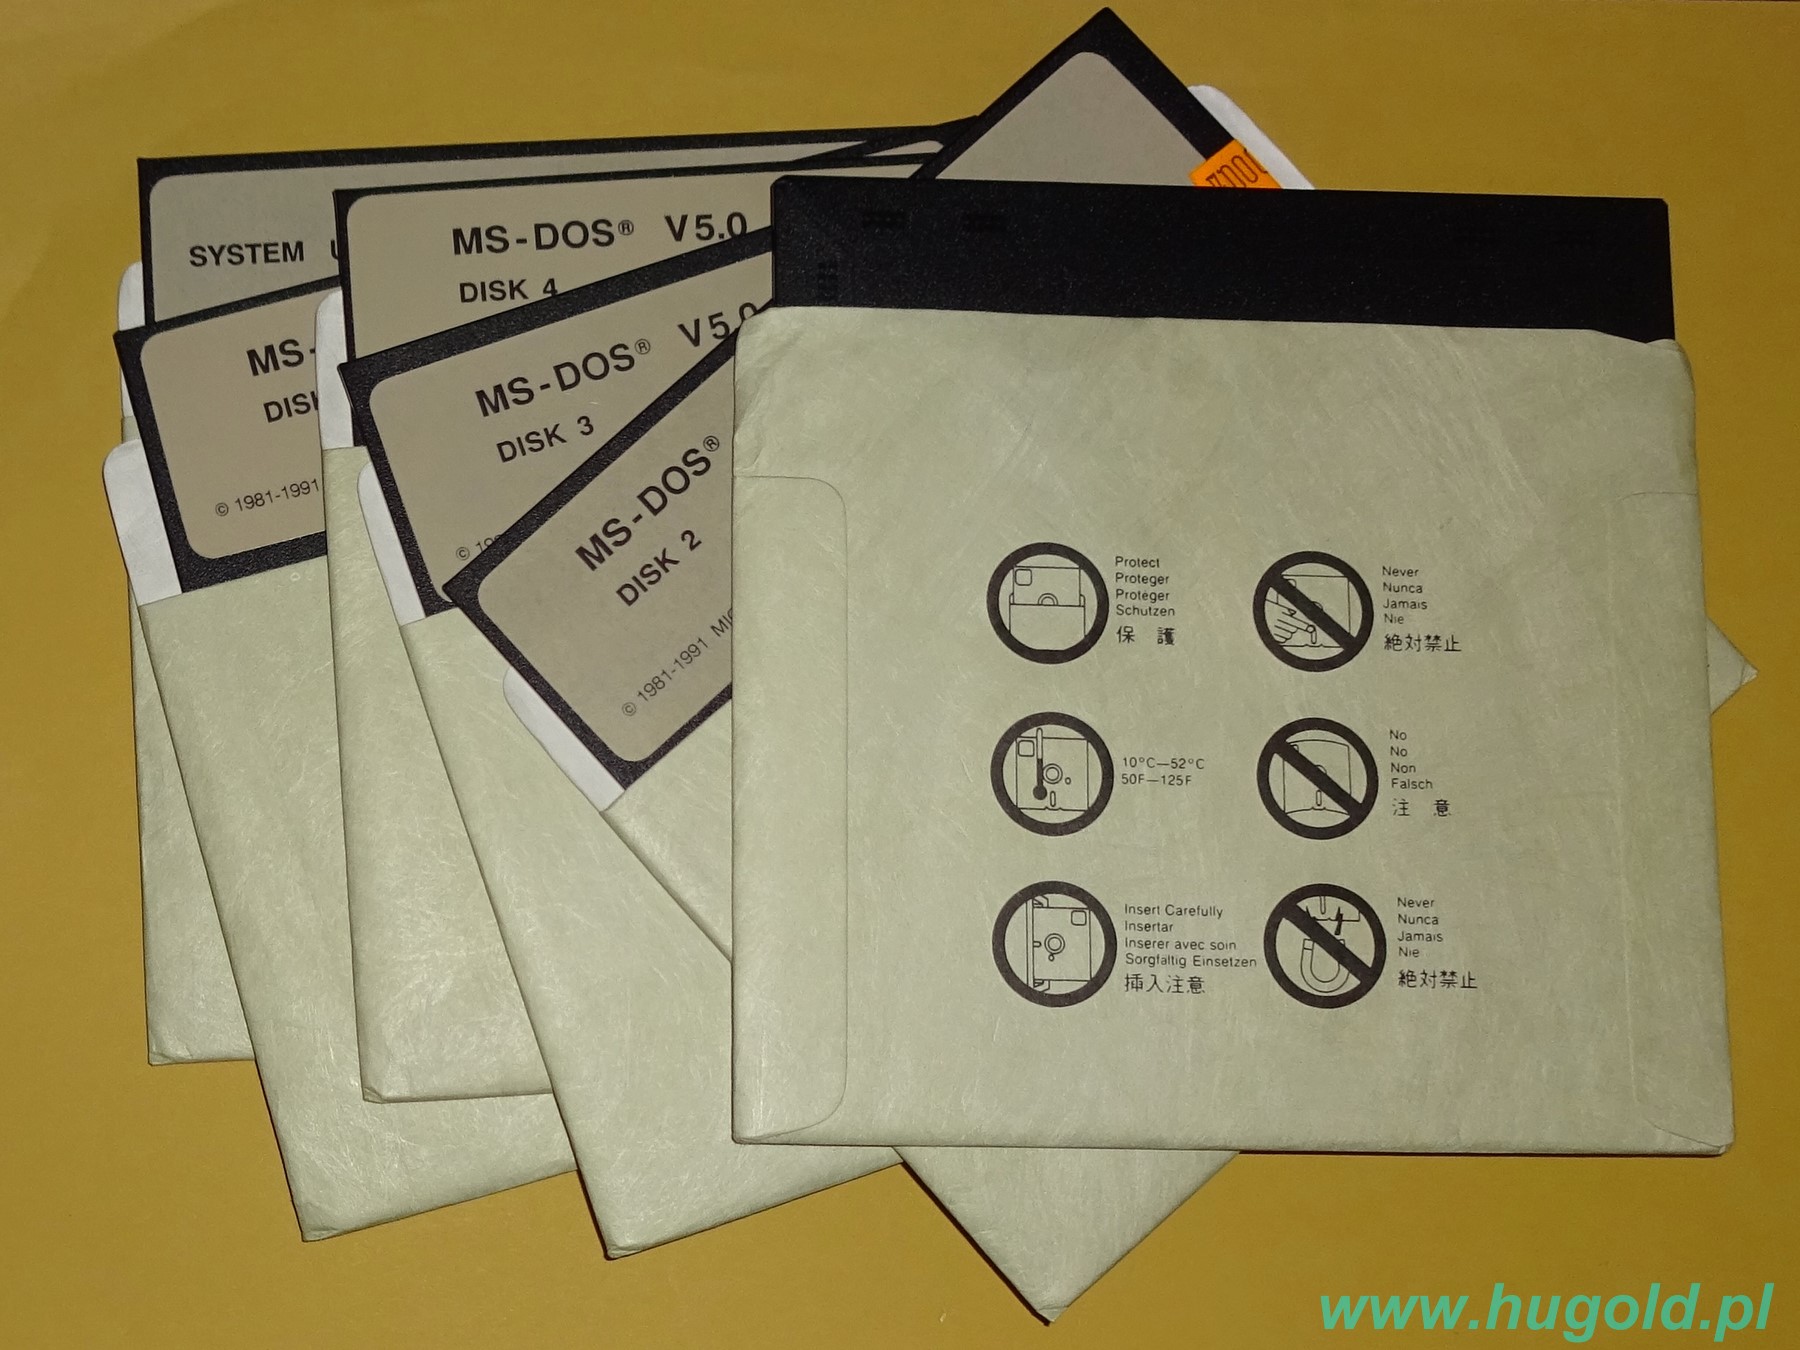 SYSTEM
MS-DOS® V5.0
DISK 4
MS-
DISK
© 1981-1991
MS-DOS® V5.0
DISK 3
©
MS-DOS®
DISK 2
© 1981-1991
Protect
Proteger
Protéger
Schutzen
保 護
Never
Nunca
Jamais
Nie
絶対禁止
10°C—52°C
50F—125F
No
No
Non
Falsch
注 意
Insert Carefully
Insertar
Inserer avec soin
Sorgfaltig Einsetzen
挿入注意
Never
Nunca
Jamais
Nie
絶対禁止
www.hugold.pl